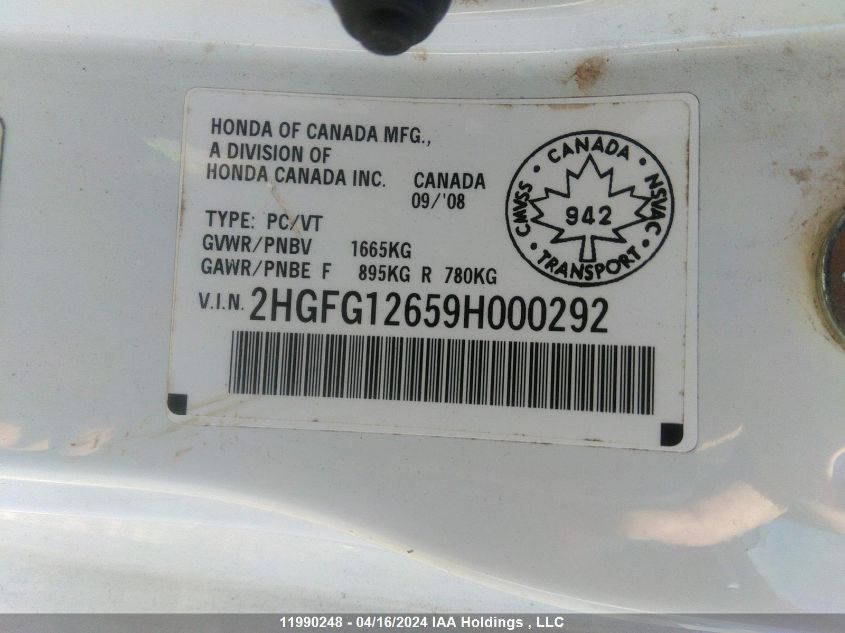 HONDA OF CANADA MFG.,
A DIVISION OF
HONDA CANADA INC. CANADA
09/'08
TYPE: PC/VT
GVWR/PNBV 1665KG
GAWR/PNBE F 895KG R 780KG
V.I.N. 2HGFG12659H000292
• CANADA •
CMVSS NSVAC
942
• TRANSPORT •
11990248 - 04/16/2024 IAA Holdings , LLC